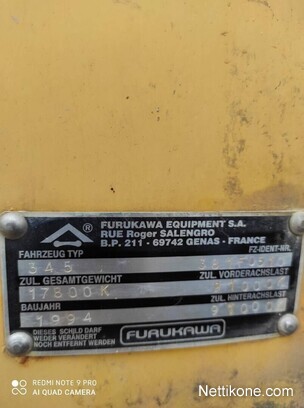 FURUKAWA EQUIPMENT S.A.
RUE Roger SALENGRO
B.P. 211 - 69742 GENAS - FRANCE
FAHRZEUG TYP
FZ-IDENT-NR.
345
ZUL. GESAMTGEWICHT
ZUL. VORDERACHSLAST
17800K
BAUJAHR
ZUL. HINTERACHSLAST
1994
DIESES SCHILD DARF
WEDER VERÄNDERT
NOCH ENTFERNT WERDEN
FURUKAWA
REDMI NOTE 9 PRO
AI QUAD CAMERA
Nettikone.com